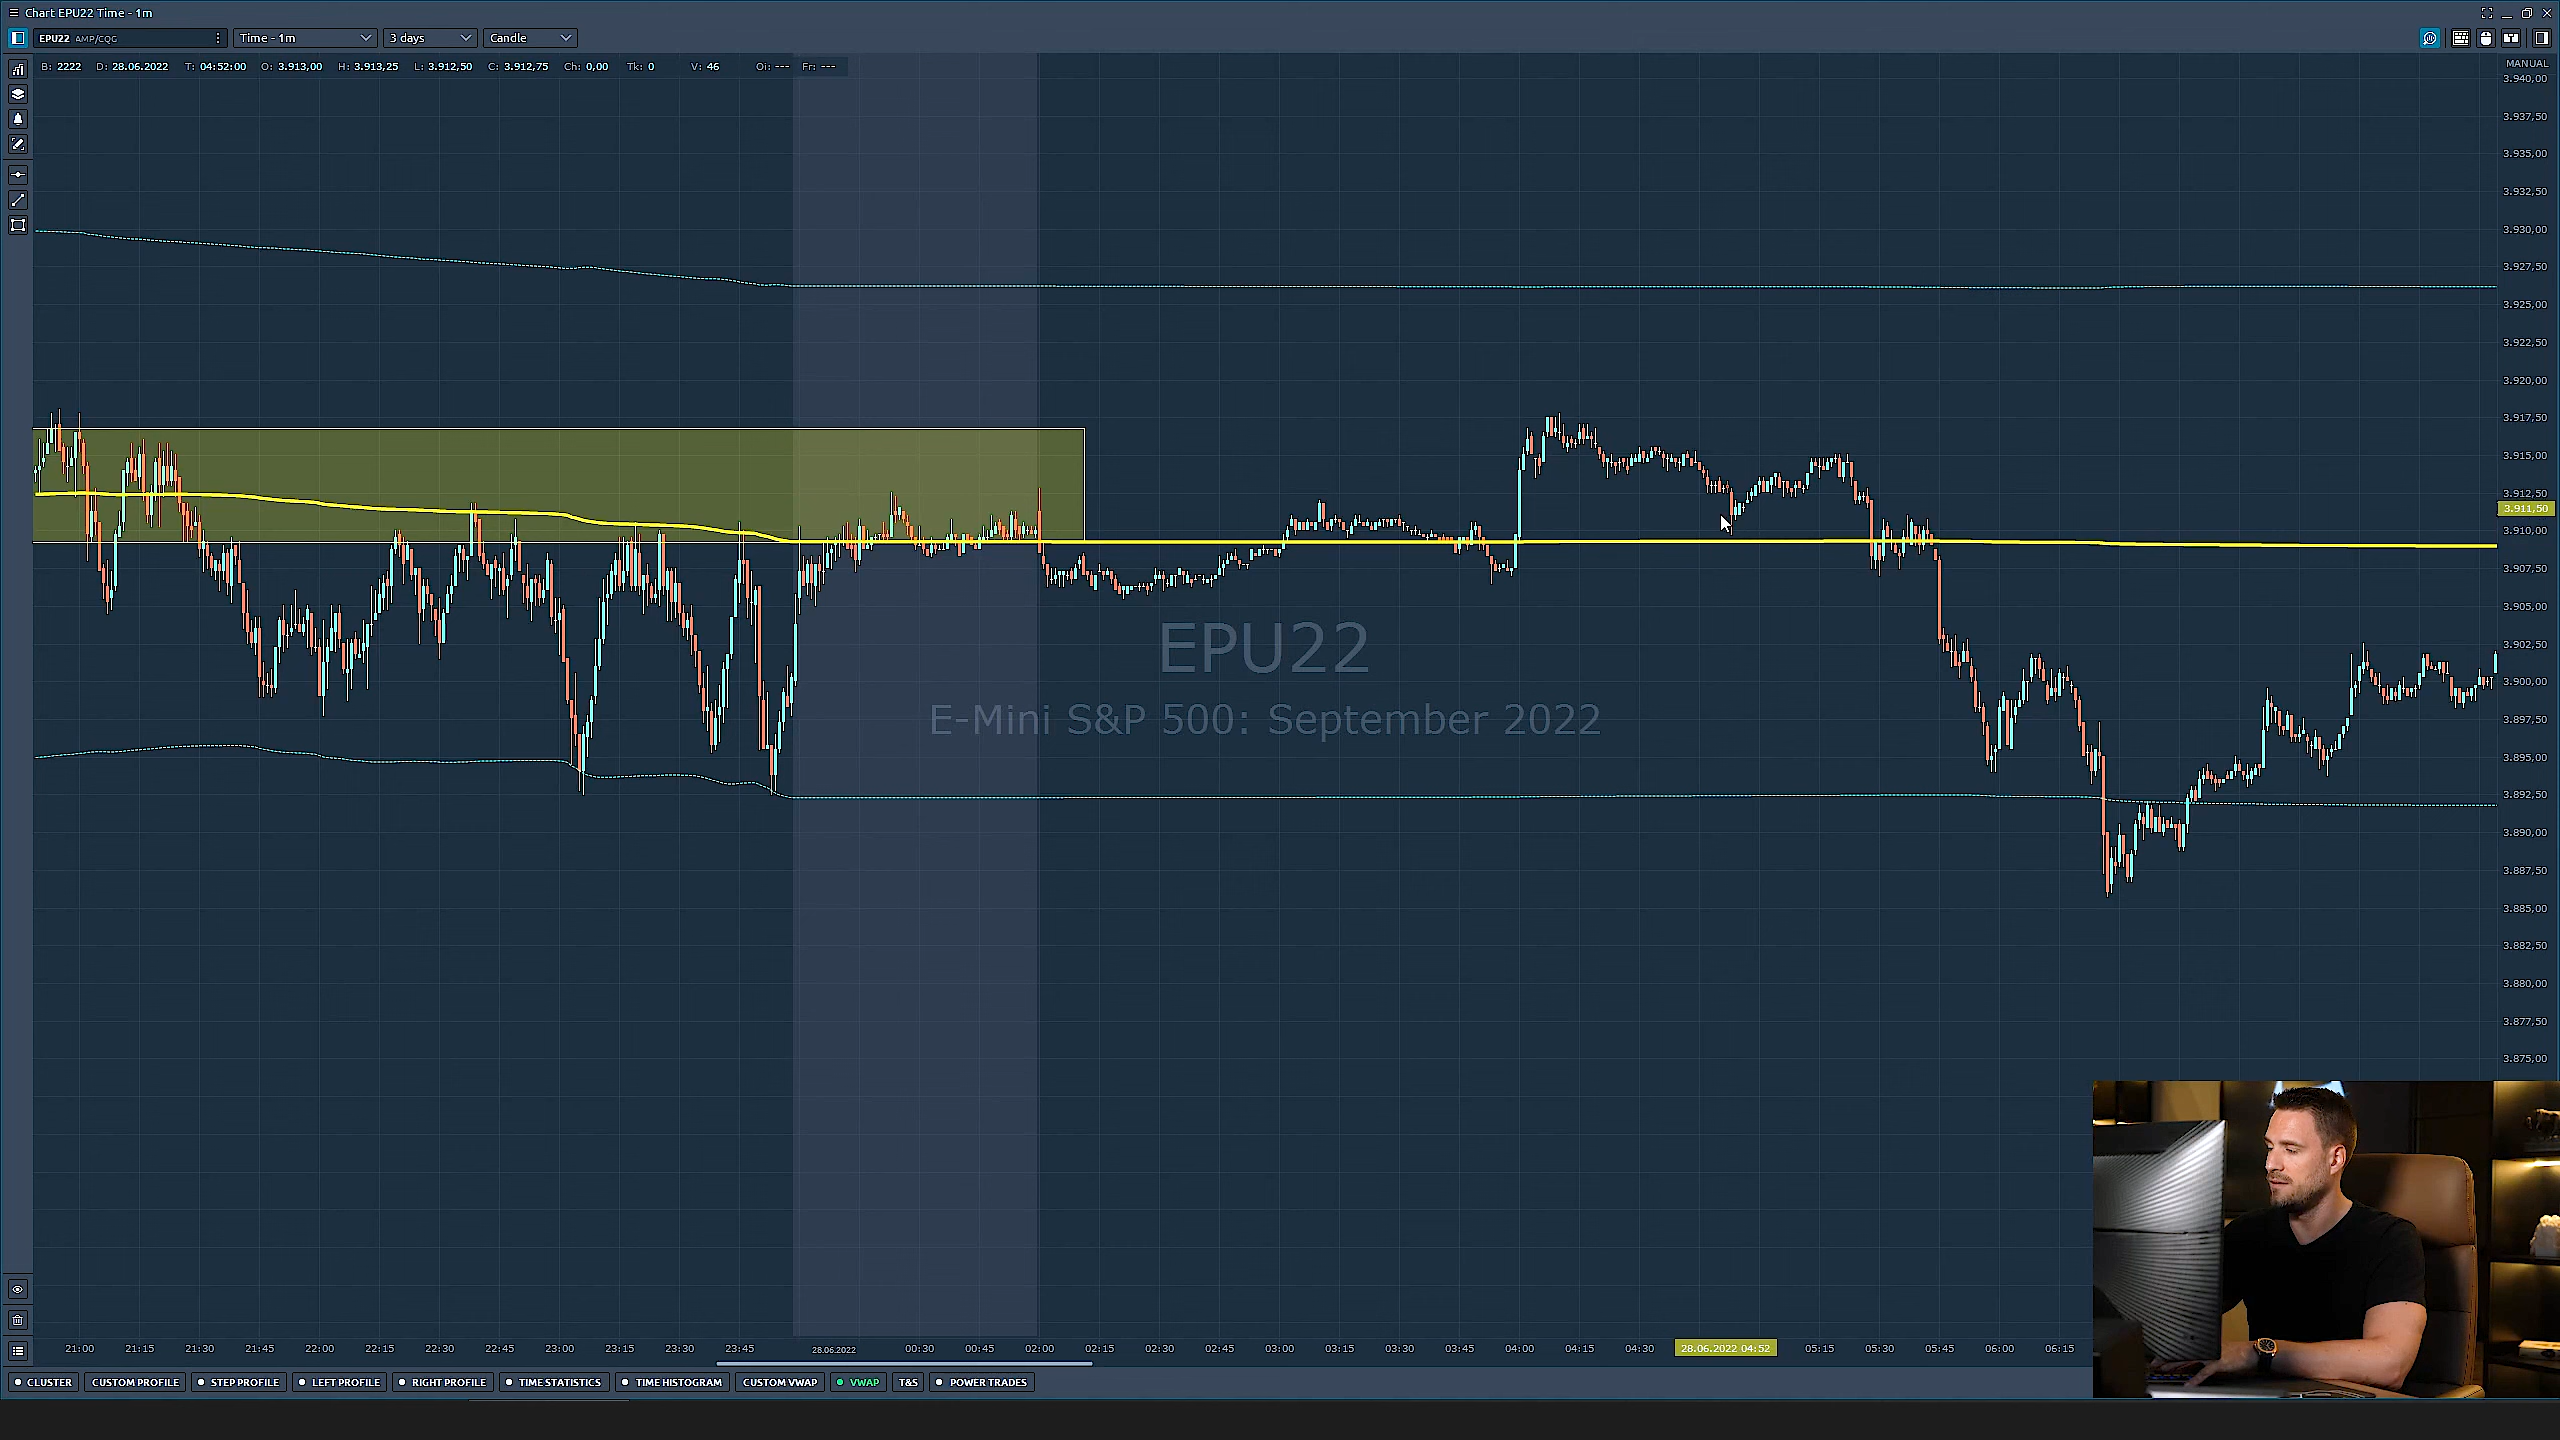 Chart EPU22 Time - 1m
EPU22 AMP/CQG
Time - 1m
3 days
Candle
B: 2222 D: 28.06.2022 T: 04:52:00 O: 3.913,00 H: 3.913,25 L: 3.912,50 C: 3.912,75 Ch: 0,00 Tk: 0 V: 46 Oi: --- Fr: ---
MANUAL
3.940,00
3.937,50
3.935,00
3.932,50
3.930,00
3.927,50
3.925,00
3.922,50
3.920,00
3.917,50
3.915,00
3.912,50
3.911,50
3.910,00
3.907,50
3.905,00
3.902,50
3.900,00
3.897,50
3.895,00
3.892,50
3.890,00
3.887,50
3.885,00
3.882,50
3.880,00
3.877,50
3.875,00
EPU22
E-Mini S&P 500: September 2022
21:00 21:15 21:30 21:45 22:00 22:15 22:30 22:45 23:00 23:15 23:30 23:45 28.06.2022 00:30 00:45 02:00 02:15 02:30 02:45 03:00 03:15 03:30 03:45 04:00 04:15 04:30 28.06.2022 04:52 05:15 05:30 05:45 06:00 06:15
CLUSTER CUSTOM PROFILE STEP PROFILE LEFT PROFILE RIGHT PROFILE TIME STATISTICS TIME HISTOGRAM CUSTOM VWAP VWAP T&S POWER TRADES